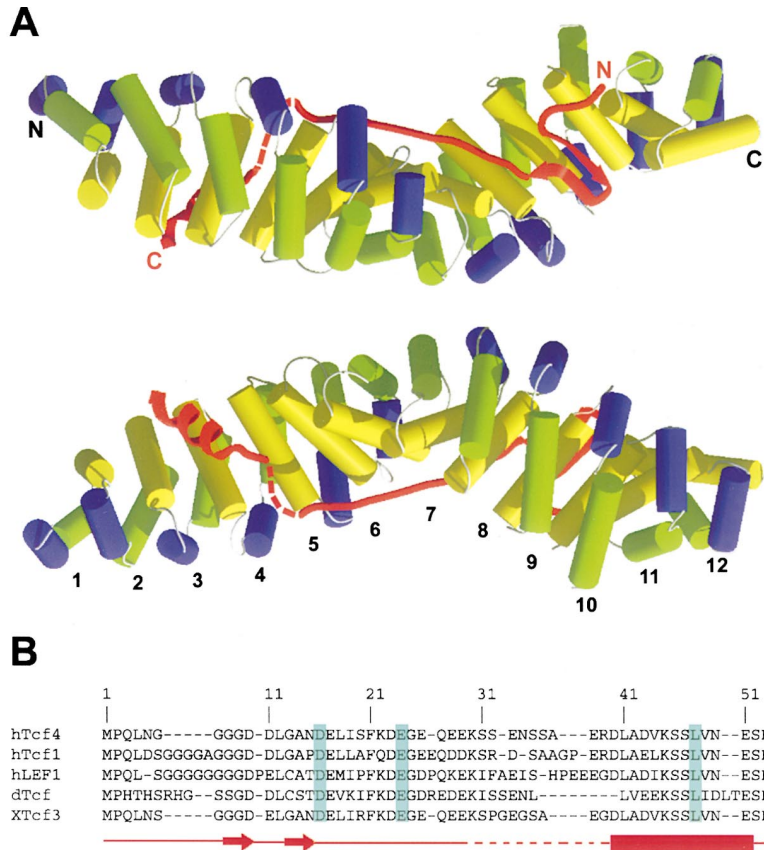 A
N
N
C
C
1 2 3 4 5 6 7 8 9 10 11 12
B
1 11 21 31 41 51
hTcf4 MPQLNG-----GGGD-DLGANDELISFKDEGE-QEEKSS-ENSSA---ERDLADVKSSLVN--ESE
hTcf1 MPQLDSGGGGAGGGD-DLGAPDELLAFQDEGEEQDDKSR-D-SAAGP-ERDLAELKSSLVN--ESE
hLEF1 MPQL-SGGGGGGGGDPELCATDEMIPFKDEGDPQKEKIFAEIS-HPEEEGDLADIKSSLVN--ESE
dTcf MPHTHSRHG---SSGD-DLCSTDEVKIFKDEGDREDEKISSENL---------LVEEKSSLIDLTESE
XTcf3 MPQLNS-----GGGD-DLGANDELIRFKDEGE-QEEKSPGEGSA----EGDLADVKSSLVN--ESE